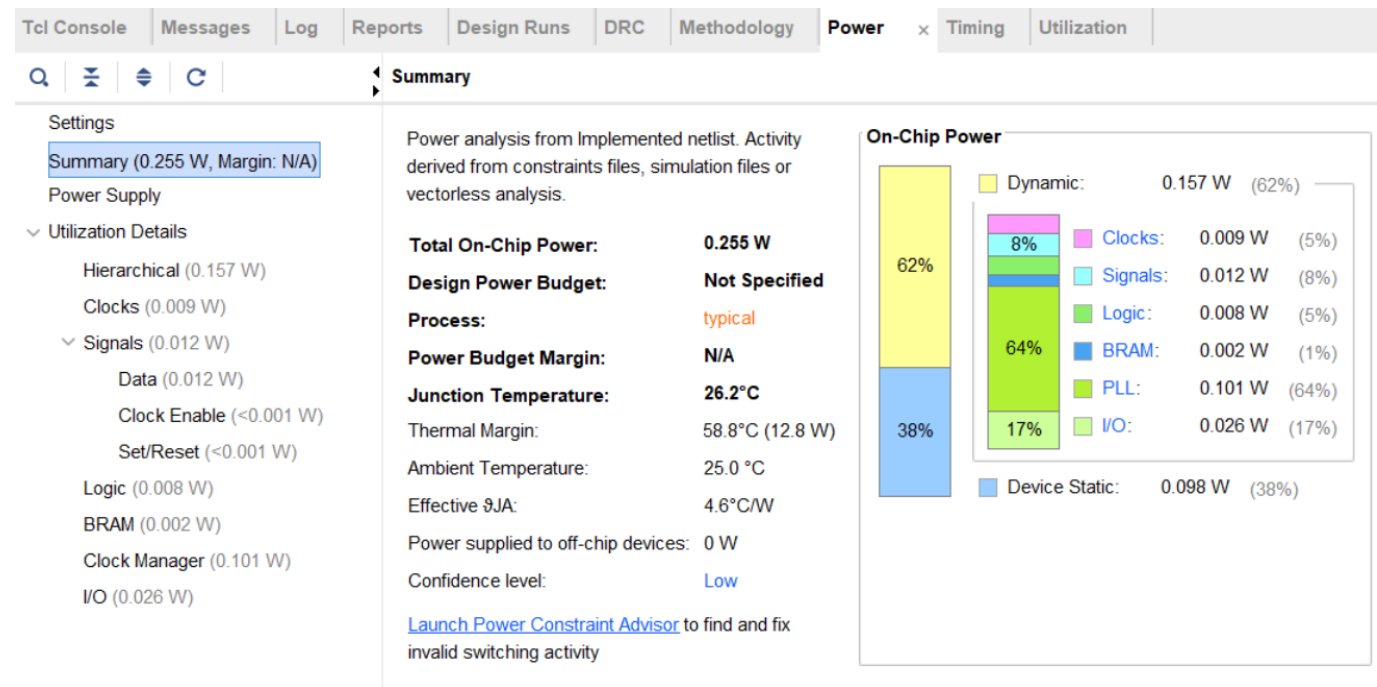 Tcl Console Messages Log Reports Design Runs DRC Methodology Power × Timing Utilization
Summary
Settings
Summary (0.255 W, Margin: N/A)
Power Supply
Utilization Details
Hierarchical (0.157 W)
Clocks (0.009 W)
Signals (0.012 W)
Data (0.012 W)
Clock Enable (<0.001 W)
Set/Reset (<0.001 W)
Logic (0.008 W)
BRAM (0.002 W)
Clock Manager (0.101 W)
I/O (0.026 W)
Power analysis from Implemented netlist. Activity
derived from constraints files, simulation files or
vectorless analysis.
Total On-Chip Power: 0.255 W
Design Power Budget: Not Specified
Process: typical
Power Budget Margin: N/A
Junction Temperature: 26.2°C
Thermal Margin: 58.8°C (12.8 W)
Ambient Temperature: 25.0 °C
Effective ϑJA: 4.6°C/W
Power supplied to off-chip devices: 0 W
Confidence level: Low
Launch Power Constraint Advisor to find and fix
invalid switching activity
On-Chip Power
62%
38%
Dynamic: 0.157 W (62%)
8%
64%
17%
Clocks: 0.009 W (5%)
Signals: 0.012 W (8%)
Logic: 0.008 W (5%)
BRAM: 0.002 W (1%)
PLL: 0.101 W (64%)
I/O: 0.026 W (17%)
Device Static: 0.098 W (38%)